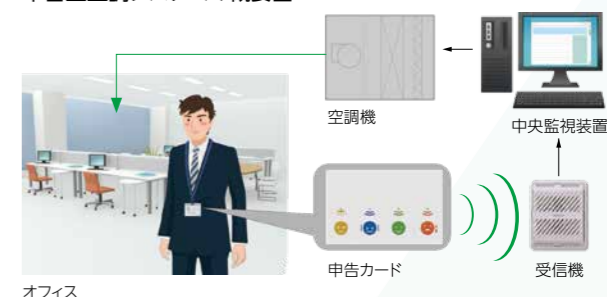 空調機
中央監視装置
申告カード
受信機
オフィス